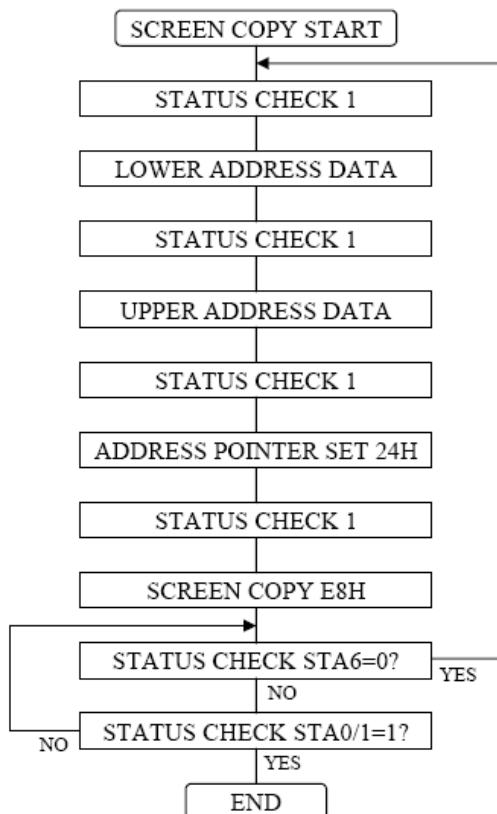 SCREEN COPY START
STATUS CHECK 1
LOWER ADDRESS DATA
STATUS CHECK 1
UPPER ADDRESS DATA
STATUS CHECK 1
ADDRESS POINTER SET 24H
STATUS CHECK 1
SCREEN COPY E8H
STATUS CHECK STA6=0?
YES
NO
STATUS CHECK STA0/1=1?
NO
YES
END